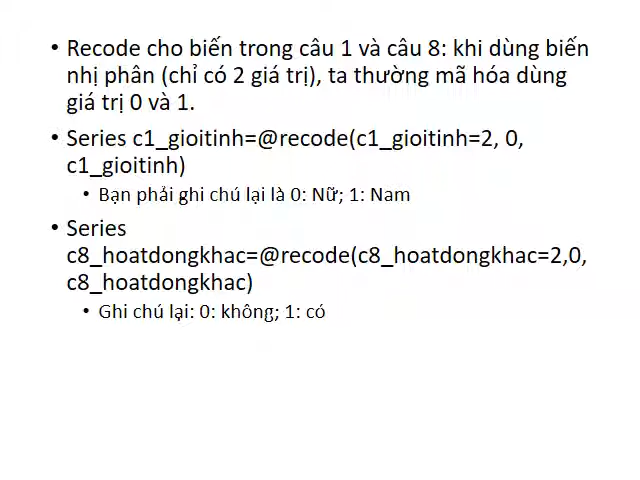 • Recode cho biến trong câu 1 và câu 8: khi dùng biến
nhị phân (chỉ có 2 giá trị), ta thường mã hóa dùng
giá trị 0 và 1.
• Series c1_gioitinh=@recode(c1_gioitinh=2, 0,
c1_gioitinh)
• Bạn phải ghi chú lại là 0: Nữ; 1: Nam
• Series
c8_hoatdongkhac=@recode(c8_hoatdongkhac=2,0,
c8_hoatdongkhac)
• Ghi chú lại: 0: không; 1: có